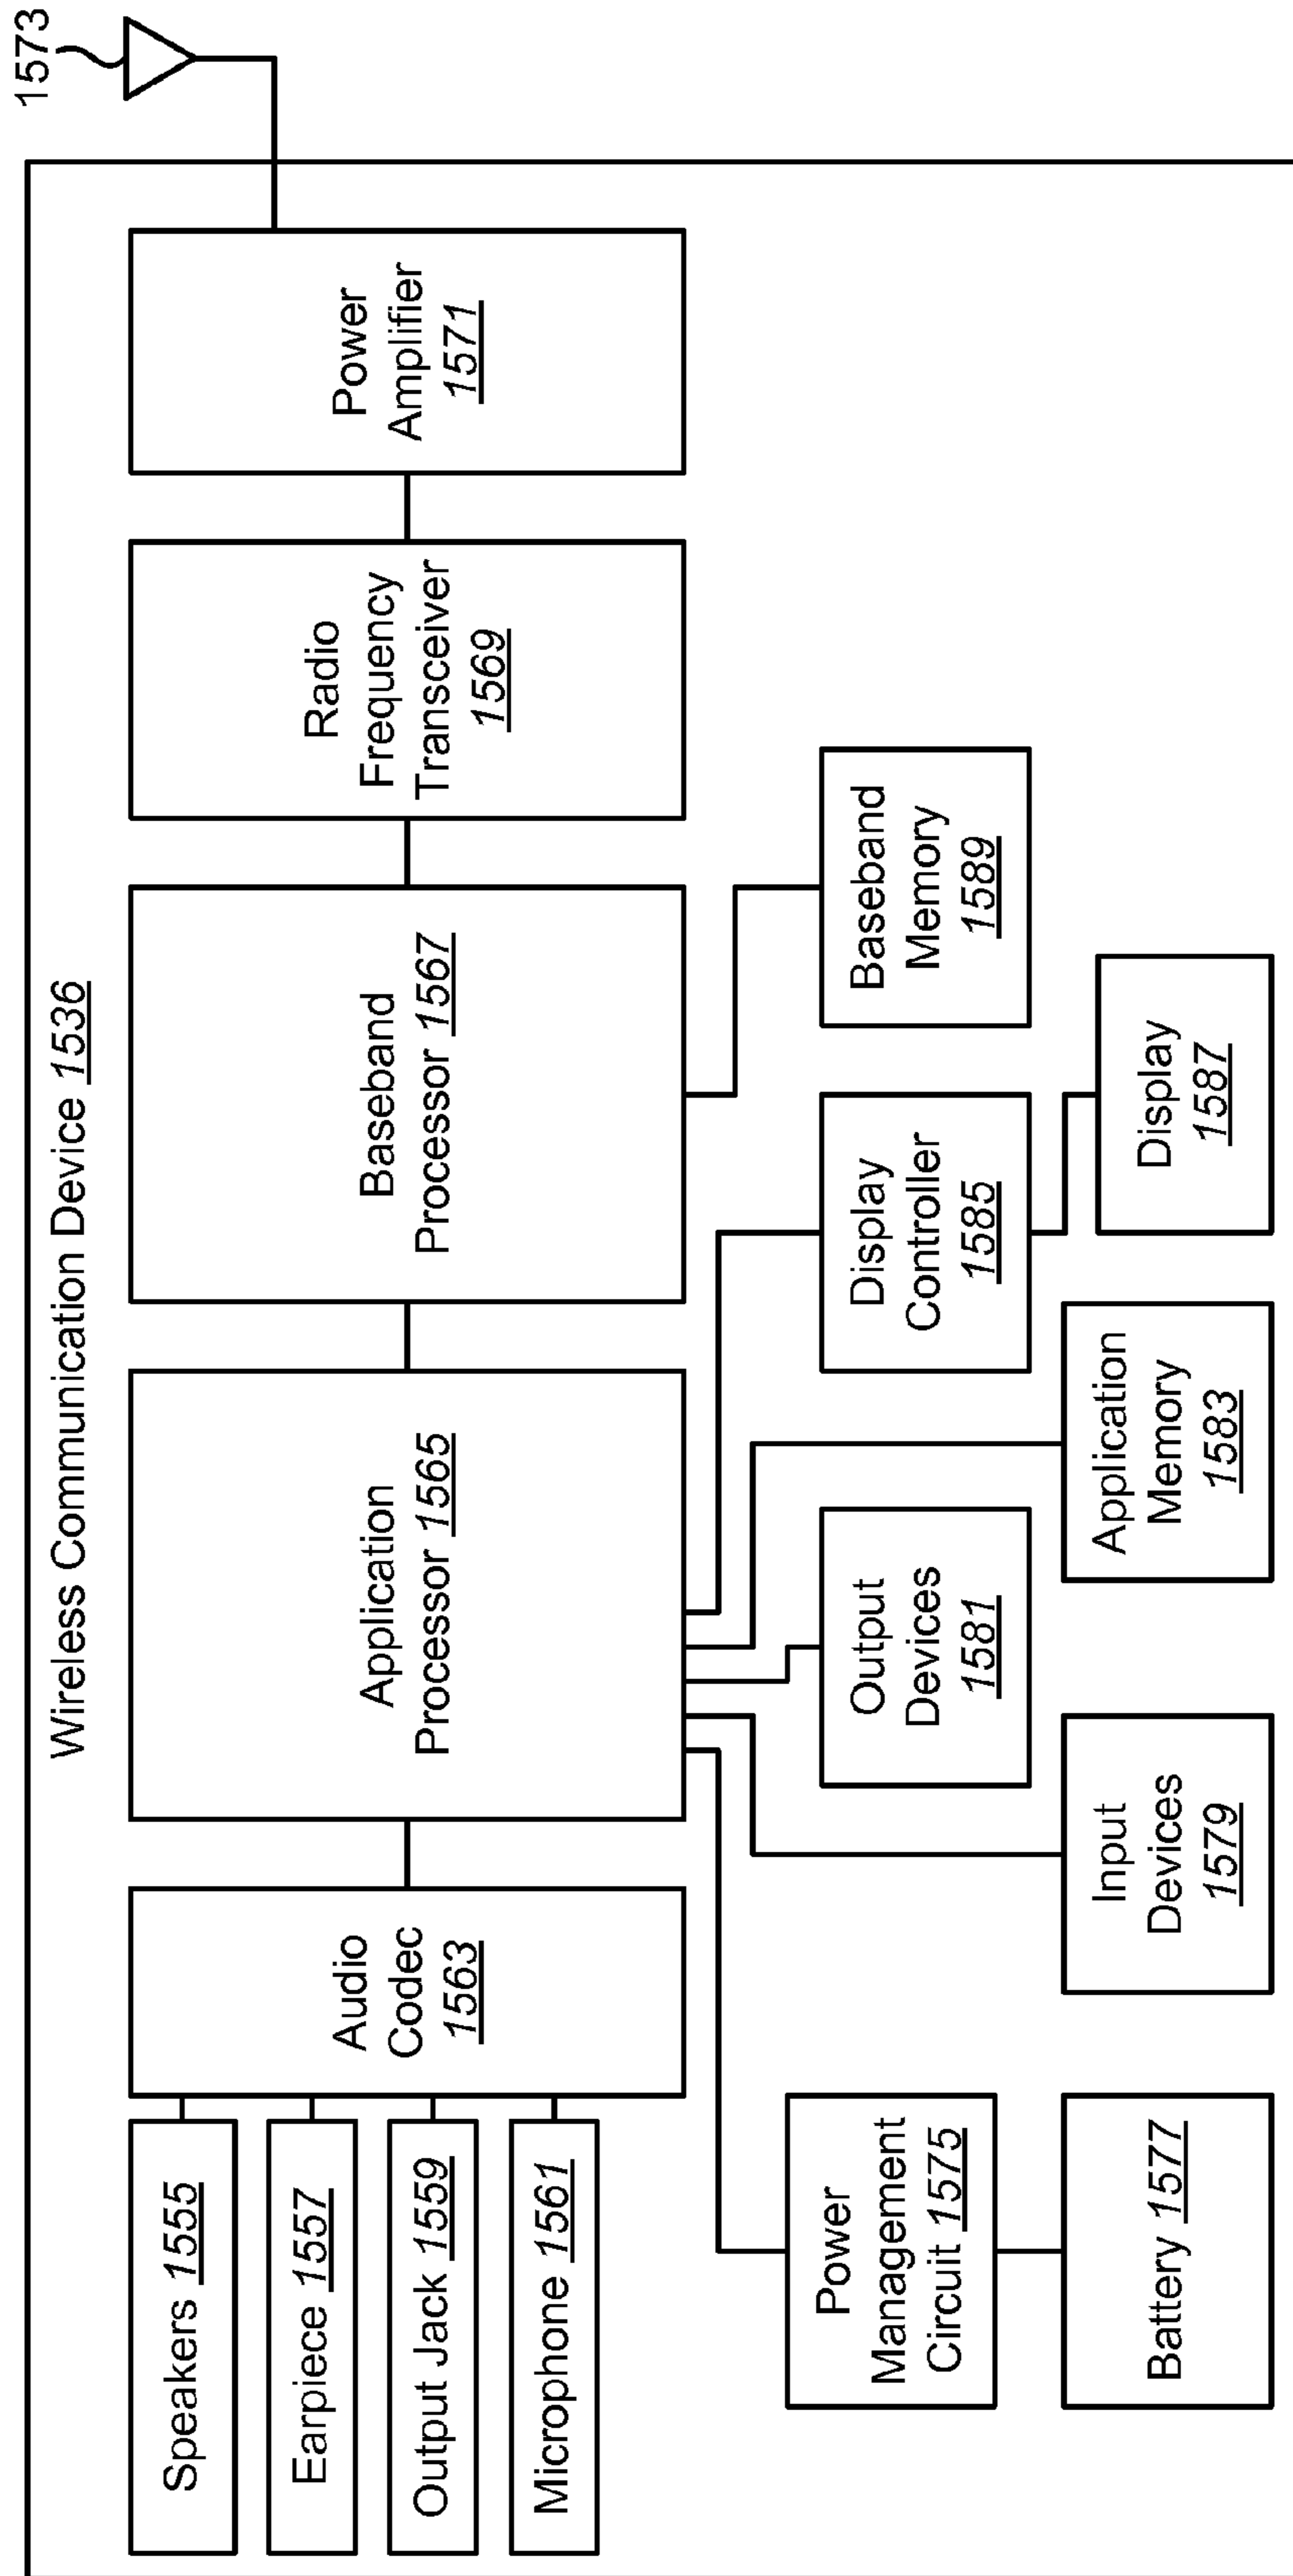 Wireless Communication Device 1536
1573
Speakers 1555
Earpiece 1557
Output Jack 1559
Microphone 1561
Audio
Codec
1563
Application
Processor 1565
Baseband
Processor 1567
Radio
Frequency
Transceiver
1569
Power
Amplifier
1571
Power
Management
Circuit 1575
Battery 1577
Input
Devices
1579
Output
Devices
1581
Application
Memory
1583
Display
Controller
1585
Display
1587
Baseband
Memory
1589